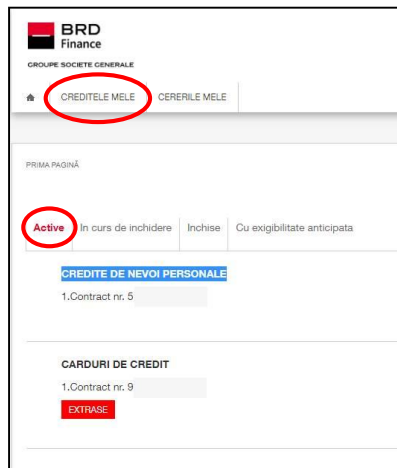 BRD
Finance
GROUPE SOCIETE GENERALE
CREDITELE MELE CERERILE MELE
PRIMA PAGINĂ
Active In curs de inchidere Inchise Cu exigibilitate anticipata
CREDITE DE NEVOI PERSONALE
1.Contract nr. 5
CARDURI DE CREDIT
1.Contract nr. 9
EXTRASE